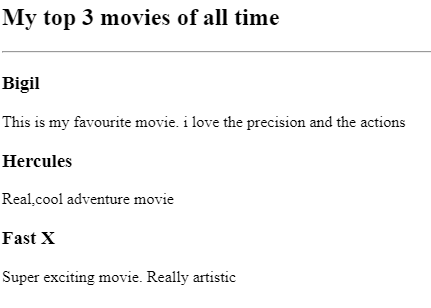 My top 3 movies of all time
Bigil
This is my favourite movie. i love the precision and the actions
Hercules
Real,cool adventure movie
Fast X
Super exciting movie. Really artistic